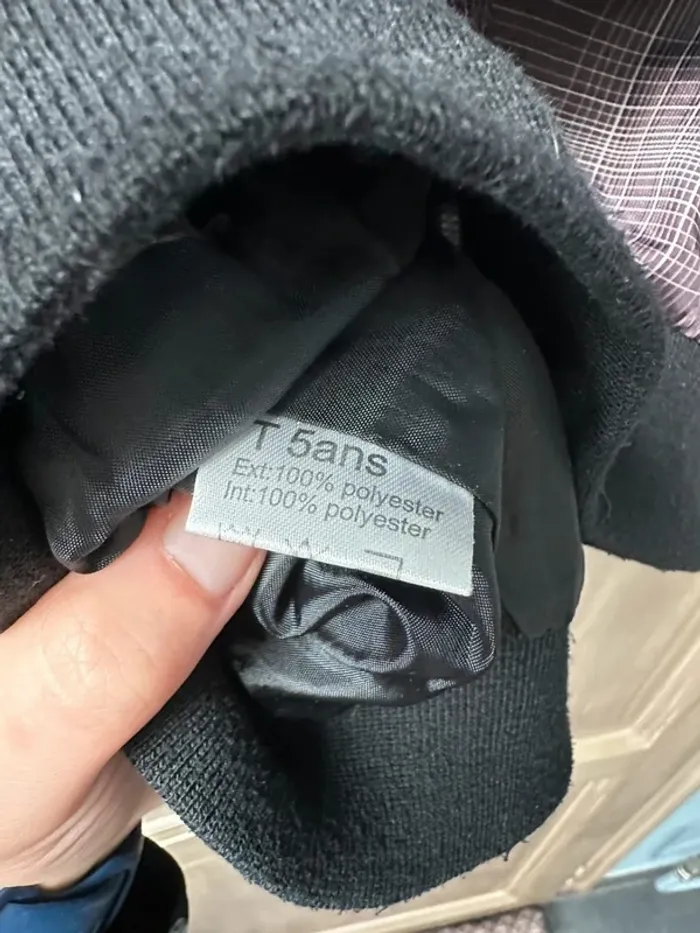 T 5ans
Ext:100% polyester
Int:100% polyester